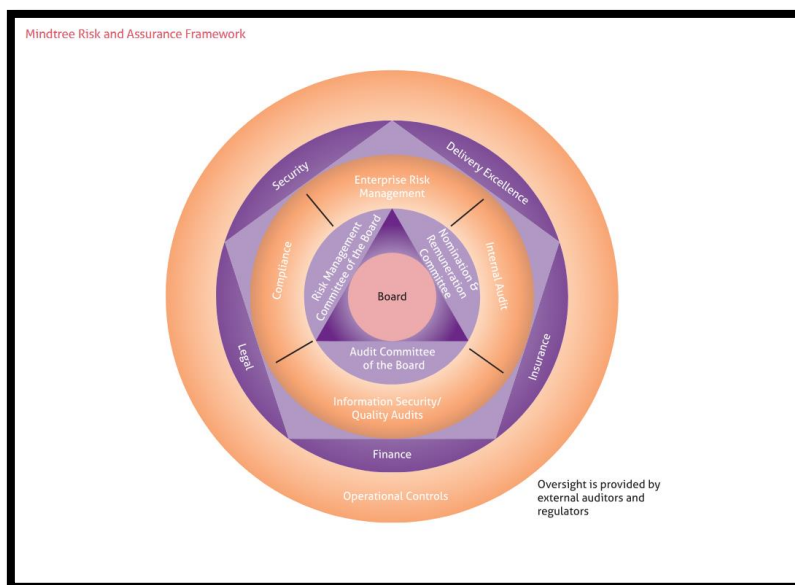 Mindtree Risk and Assurance Framework
Security
Delivery Excellence
Enterprise Risk
Management
Compliance
Risk Management
Committee of the Board
Nomination &
Remuneration
Committee
Internal Audit
Board
Audit Committee
of the Board
Legal
Insurance
Information Security/
Quality Audits
Finance
Operational Controls
Oversight is provided by
external auditors and
regulators